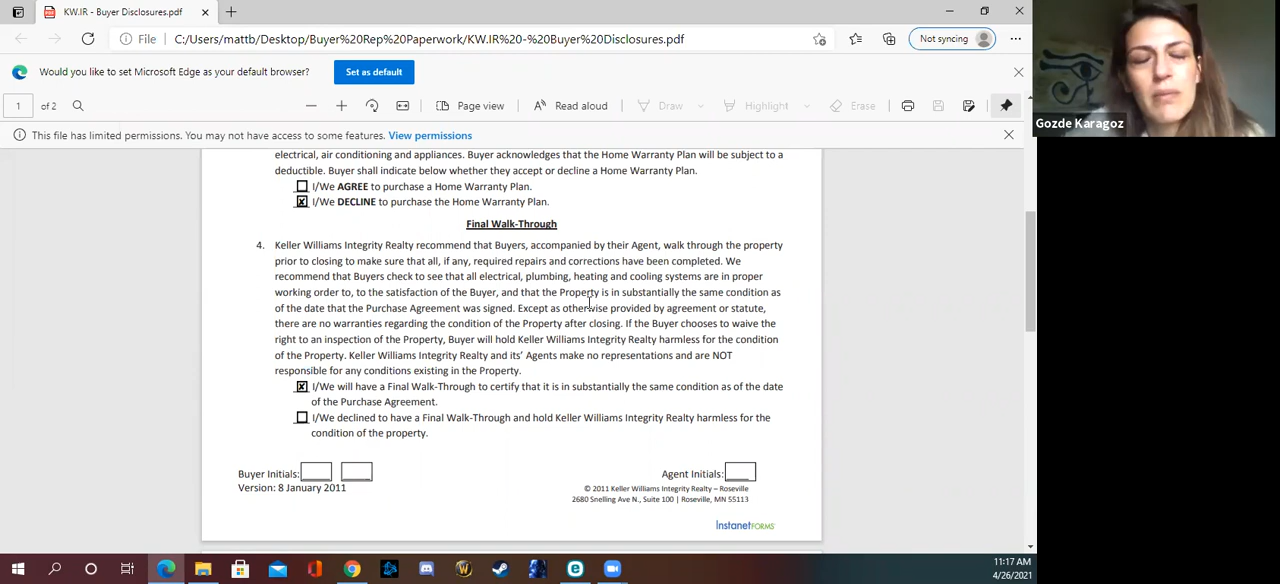 KW.IR - Buyer Disclosures.pdf
File C:/Users/mattb/Desktop/Buyer%20Rep%20Paperwork/KW.IR%20-%20Buyer%20Disclosures.pdf
Not syncing
Would you like to set Microsoft Edge as your default browser? Set as default
1 of 2 Page view Read aloud Draw Highlight Erase
This file has limited permissions. You may not have access to some features. View permissions
Gozde Karagoz
electrical, air conditioning and appliances. Buyer acknowledges that the Home Warranty Plan will be subject to a
deductible. Buyer shall indicate below whether they accept or decline a Home Warranty Plan.
I/We AGREE to purchase a Home Warranty Plan.
I/We DECLINE to purchase the Home Warranty Plan.
Final Walk-Through
4. Keller Williams Integrity Realty recommend that Buyers, accompanied by their Agent, walk through the property
prior to closing to make sure that all, if any, required repairs and corrections have been completed. We
recommend that Buyers check to see that all electrical, plumbing, heating and cooling systems are in proper
working order to, to the satisfaction of the Buyer, and that the Property is in substantially the same condition as
of the date that the Purchase Agreement was signed. Except as otherwise provided by agreement or statute,
there are no warranties regarding the condition of the Property after closing. If the Buyer chooses to waive the
right to an inspection of the Property, Buyer will hold Keller Williams Integrity Realty harmless for the condition
of the Property. Keller Williams Integrity Realty and its' Agents make no representations and are NOT
responsible for any conditions existing in the Property.
I/We will have a Final Walk-Through to certify that it is in substantially the same condition as of the date
of the Purchase Agreement.
I/We declined to have a Final Walk-Through and hold Keller Williams Integrity Realty harmless for the
condition of the property.
Buyer Initials: Agent Initials:
Version: 8 January 2011
© 2011 Keller Williams Integrity Realty – Roseville
2680 Snelling Ave N., Suite 100 | Roseville, MN 55113
InstanetFORMS
11:17 AM
4/26/2021